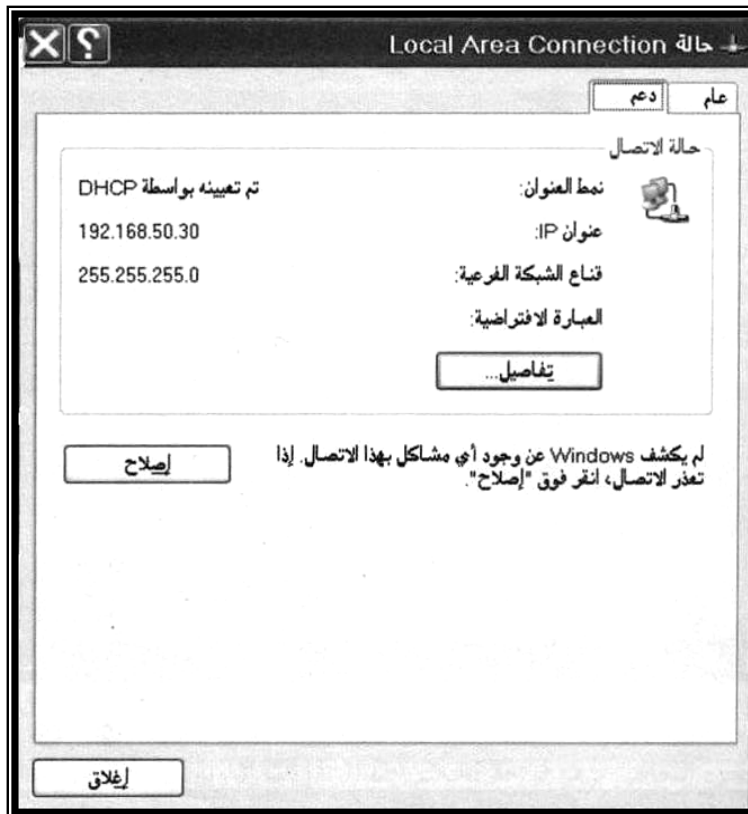 حالة Local Area Connection
عام
دعم
حالة الاتصال
نمط العنوان: تم تعيينه بواسطة DHCP
عنوان IP: 192.168.50.30
قناع الشبكة الفرعية: 255.255.255.0
العبارة الافتراضية:
تفاصيل...
لم يكشف Windows عن وجود أي مشاكل بهذا الاتصال. إذا
تعذر الاتصال، انقر فوق "إصلاح".
إصلاح
إغلاق